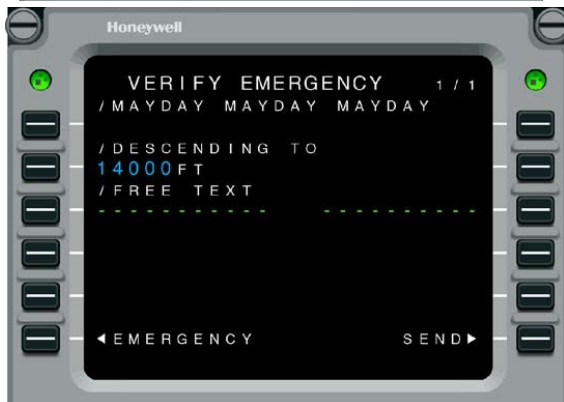 Honeywell
VERIFY EMERGENCY 1/1
/MAYDAY MAYDAY MAYDAY
/DESCENDING TO
14000FT
/FREE TEXT
----------- ----------
◀EMERGENCY SEND▶